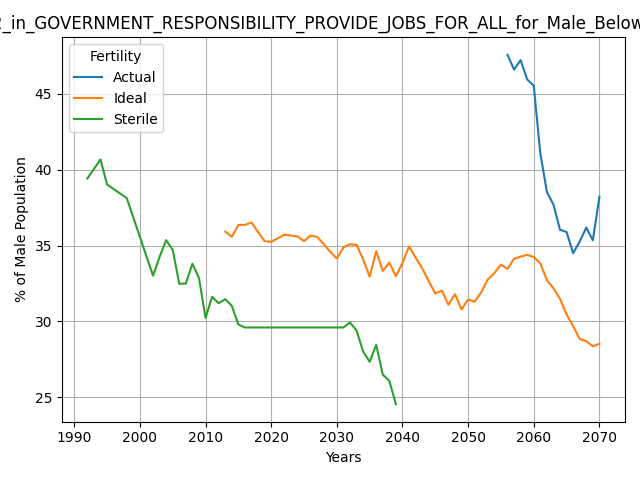 _in_GOVERNMENT_RESPONSIBILITY_PROVIDE_JOBS_FOR_ALL_for_Male_Below
Fertility
Actual
Ideal
Sterile
% of Male Population
45
40
35
30
25
1990 2000 2010 2020 2030 2040 2050 2060 2070
Years